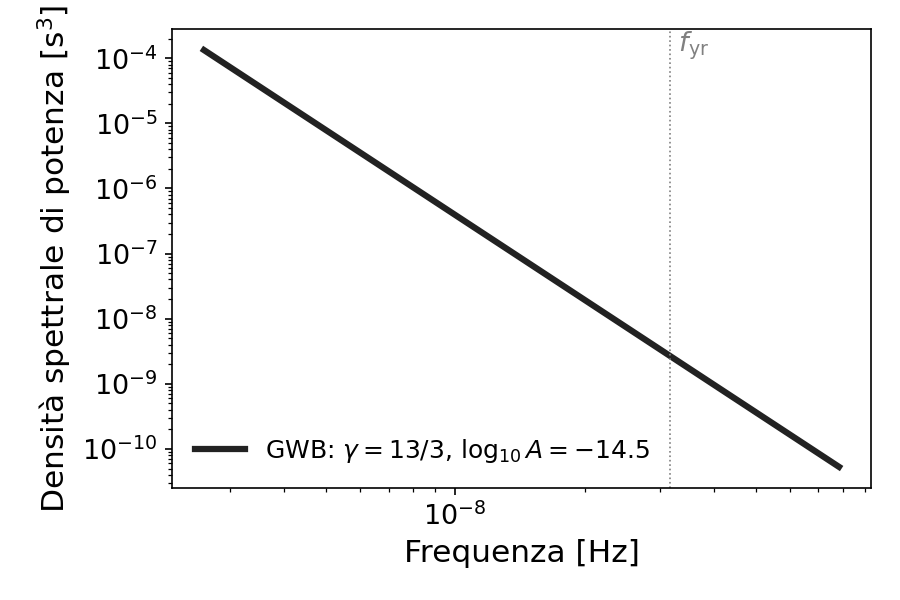 Densità spettrale di potenza [s³]
10⁻⁴
10⁻⁵
10⁻⁶
10⁻⁷
10⁻⁸
10⁻⁹
10⁻¹⁰
f_yr
GWB: γ = 13/3, log₁₀ A = −14.5
10⁻⁸
Frequenza [Hz]